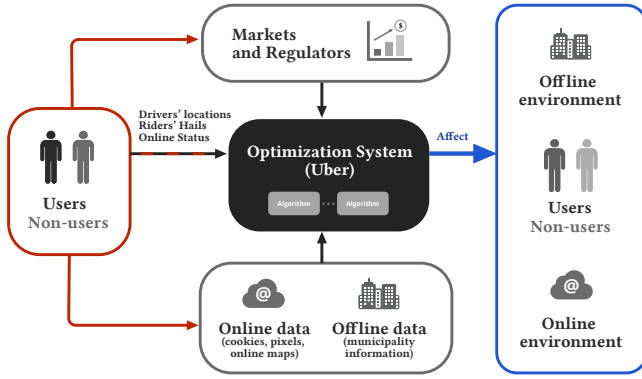 Markets
and Regulators
$
Offline
environment
Drivers' locations
Riders' Hails
Online Status
Affect
Optimization System
(Uber)
Algorithm
Algorithm
Users
Non-users
Users
Non-users
@
@
Online data
(cookies, pixels,
online maps)
Offline data
(municipality
information)
Online
environment